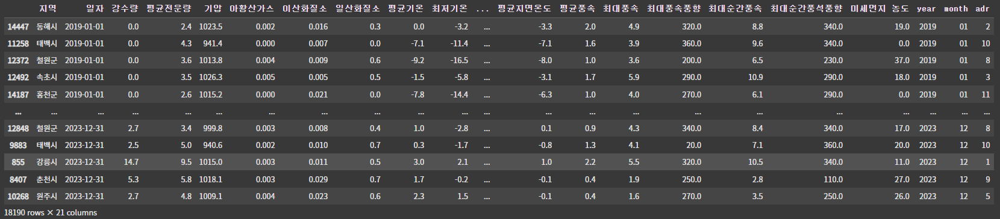 지역 일자 강수량 평균전운량 기압 아황산가스 이산화질소 일산화질소 평균기온 최저기온 ... 평균지면온도 평균풍속 최대풍속 최대풍속풍향 최대순간풍속 최대순간풍석풍향 미세먼지 농도 year month adr
14447 동해시 2019-01-01 0.0 2.4 1023.5 0.002 0.016 0.3 0.0 -3.2 ... -3.3 2.0 4.9 320.0 8.8 340.0 19.0 2019 01 2
11258 태백시 2019-01-01 0.0 4.3 941.4 0.000 0.007 0.0 -7.1 -11.4 ... -7.1 1.6 3.9 360.0 9.6 340.0 0.0 2019 01 10
12372 철원군 2019-01-01 0.0 3.6 1013.8 0.004 0.009 0.6 -9.2 -16.5 ... -8.0 1.0 3.6 200.0 6.5 230.0 37.0 2019 01 8
12492 속초시 2019-01-01 0.0 3.5 1026.3 0.005 0.005 0.5 -1.5 -5.8 ... -3.1 1.7 5.9 290.0 10.9 290.0 18.0 2019 01 3
14187 홍천군 2019-01-01 0.0 2.6 1015.2 0.000 0.021 0.0 -7.8 -14.4 ... -6.3 1.0 4.0 270.0 6.1 290.0 0.0 2019 01 11
... ... ... ... ... ... ... ... ... ... ... ... ... ... ... ... ... ... ... ... ... ...
12848 철원군 2023-12-31 2.7 3.4 999.8 0.003 0.008 0.4 1.0 -2.8 ... 0.1 0.9 4.3 340.0 8.4 340.0 17.0 2023 12 8
9883 태백시 2023-12-31 2.5 5.0 940.6 0.002 0.010 0.7 0.3 -1.7 ... -0.8 1.3 4.1 20.0 7.1 360.0 20.0 2023 12 10
855 강릉시 2023-12-31 14.7 9.5 1015.0 0.003 0.011 0.5 3.0 2.1 ... 1.0 2.2 5.5 320.0 10.5 340.0 11.0 2023 12 1
8407 춘천시 2023-12-31 5.3 5.8 1018.1 0.003 0.029 0.7 1.7 -0.2 ... -0.1 0.4 1.9 250.0 2.8 110.0 27.0 2023 12 9
10268 원주시 2023-12-31 2.7 4.8 1009.1 0.004 0.023 0.6 2.3 1.5 ... -0.1 0.4 1.6 270.0 3.5 250.0 26.0 2023 12 5
18190 rows × 21 columns